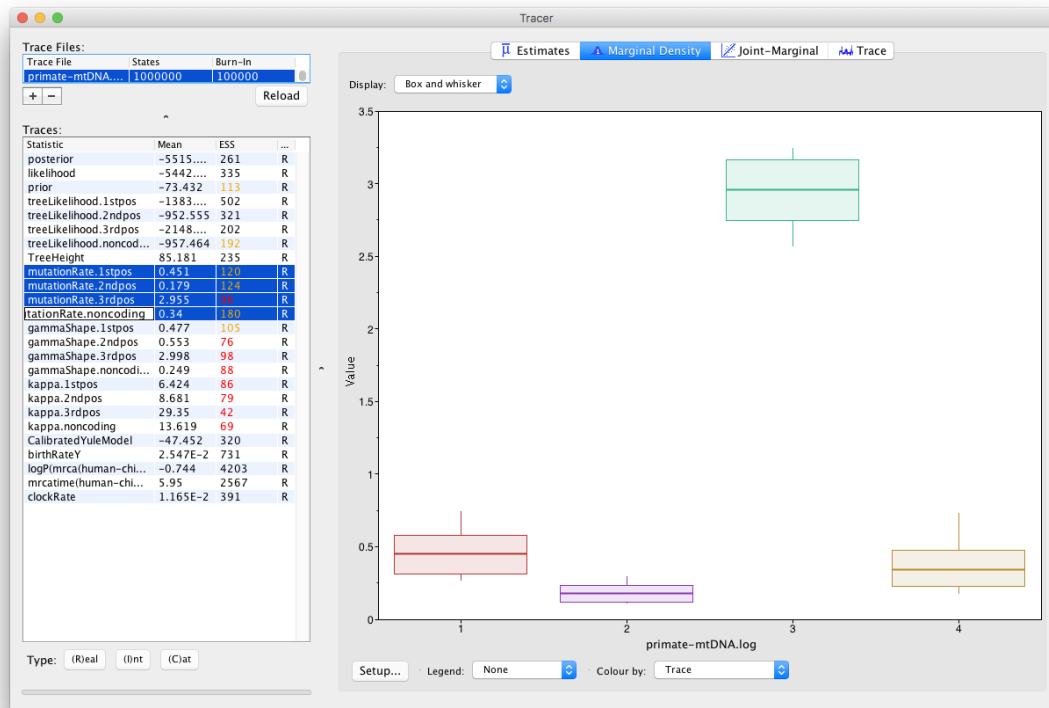 Tracer
Trace Files:
Trace File States Burn-In
primate-mtDNA.... 1000000 100000
+ −
Reload
Traces:
Statistic Mean ESS ...
posterior -5515.... 261 R
likelihood -5442.... 335 R
prior -73.432 113 R
treeLikelihood.1stpos -1383.... 502 R
treeLikelihood.2ndpos -952.555 321 R
treeLikelihood.3rdpos -2148.... 202 R
treeLikelihood.noncod... -957.464 192 R
TreeHeight 85.181 235 R
mutationRate.1stpos 0.451 120 R
mutationRate.2ndpos 0.179 124 R
mutationRate.3rdpos 2.955 R
tationRate.noncoding 0.34 180 R
gammaShape.1stpos 0.477 105 R
gammaShape.2ndpos 0.553 76 R
gammaShape.3rdpos 2.998 98 R
gammaShape.noncodi... 0.249 88 R
kappa.1stpos 6.424 86 R
kappa.2ndpos 8.681 79 R
kappa.3rdpos 29.35 42 R
kappa.noncoding 13.619 69 R
CalibratedYuleModel -47.452 320 R
birthRateY 2.547E-2 731 R
logP(mrca(human-chi... -0.744 4203 R
mrcatime(human-chi... 5.95 2567 R
clockRate 1.165E-2 391 R
Type: (R)eal (I)nt (C)at
μ Estimates Marginal Density Joint-Marginal Trace
Display: Box and whisker
3.5
3
2.5
2
1.5
1
0.5
0
Value
1 2 3 4
primate-mtDNA.log
Setup... Legend: None Colour by: Trace